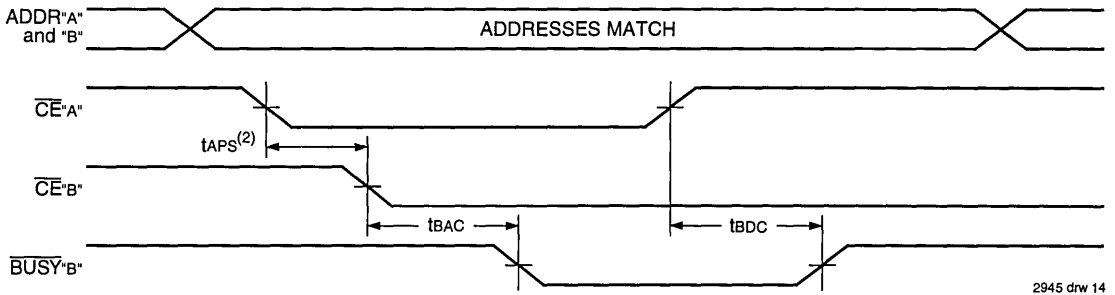 ADDR"A"
and "B"
ADDRESSES MATCH
CE"A"
tAPS(2)
CE"B"
tBAC
tBDC
BUSY"B"
2945 drw 14